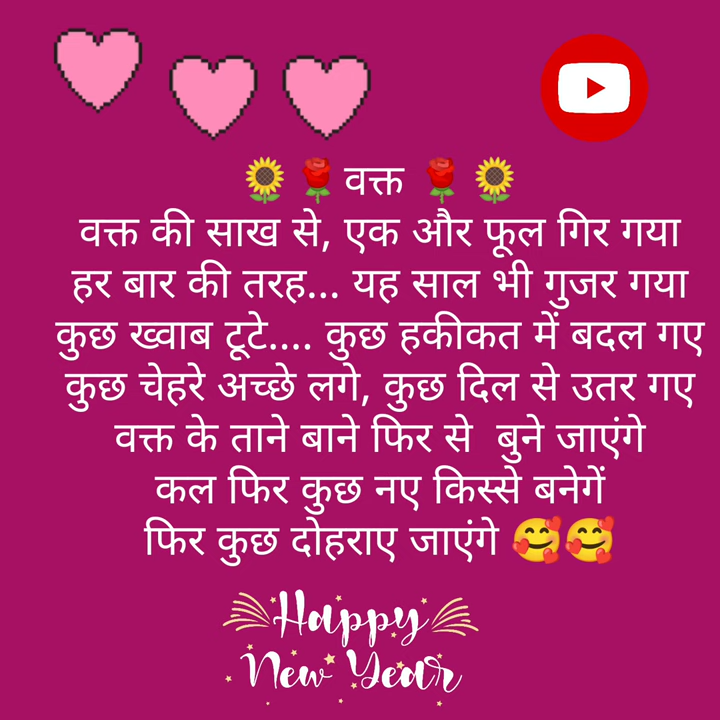 🌻🌹वक्त🌹🌻
वक्त की साख से, एक और फूल गिर गया
हर बार की तरह... यह साल भी गुजर गया
कुछ ख्वाब टूटे.... कुछ हकीकत में बदल गए
कुछ चेहरे अच्छे लगे, कुछ दिल से उतर गए
वक्त के ताने बाने फिर से  बुने जाएंगे
कल फिर कुछ नए किस्से बनेगें
फिर कुछ दोहराए जाएंगे 🥰🥰
Happy
New Year